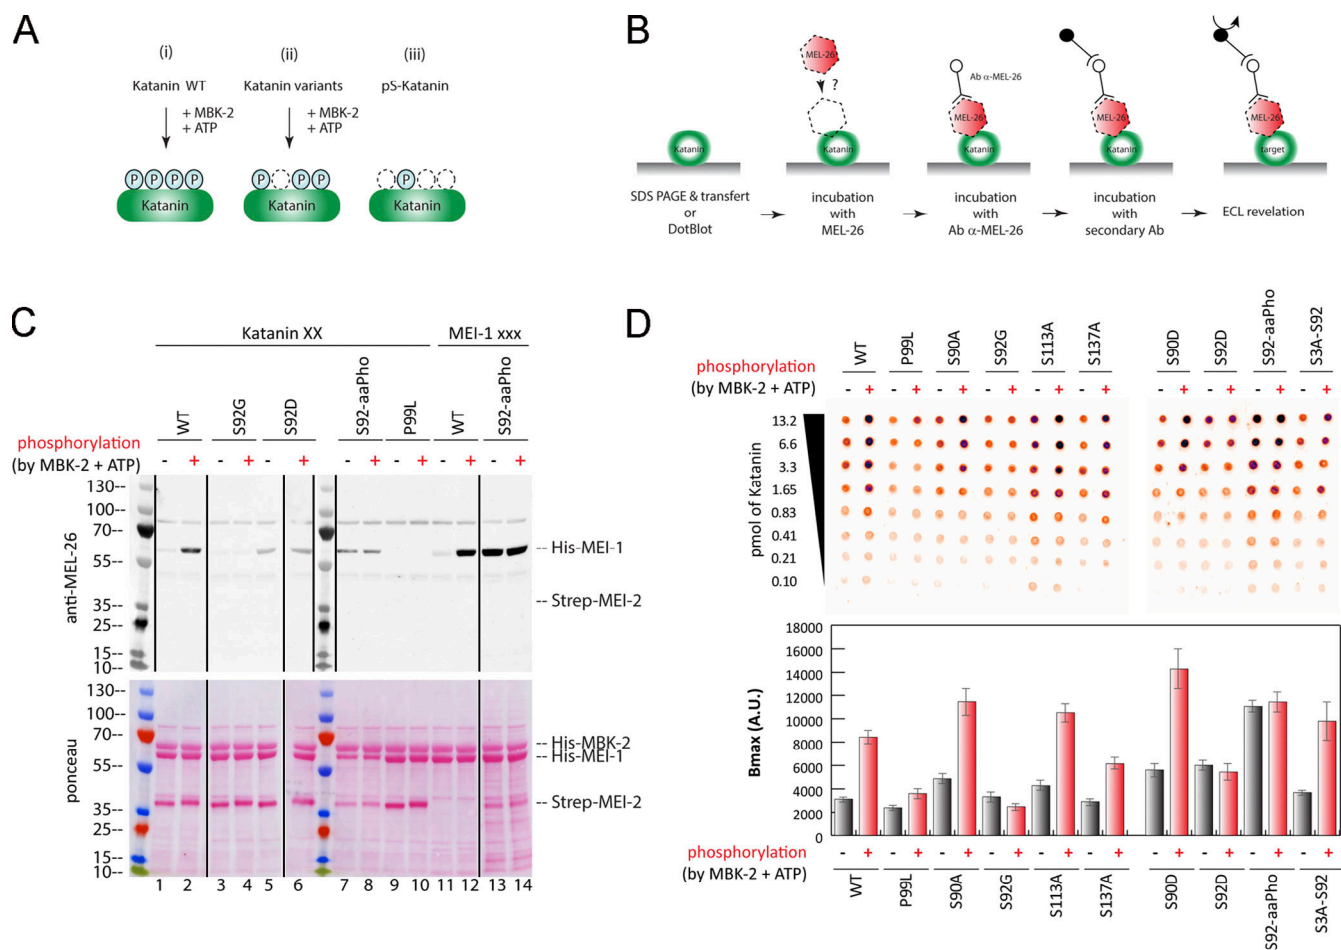 A
(i)
(ii)
(iii)
Katanin WT
Katanin variants
pS-Katanin
+ MBK-2
+ ATP
+ MBK-2
+ ATP
P P P P
P P P
P
Katanin
Katanin
Katanin
B
MEL-26
?
Ab α-MEL-26
MEL-26
MEL-26
MEL-26
Katanin
Katanin
Katanin
Katanin
target
SDS PAGE & transfert
or
DotBlot
incubation
with
MEL-26
incubation
with
Ab α-MEL-26
incubation
with
secondary Ab
ECL revelation
C
Katanin XX
MEI-1 xxx
WT
S92G
S92D
S92-aaPho
P99L
WT
S92-aaPho
phosphorylation
(by MBK-2 + ATP)
- + - + - + - + - + - + - +
anti-MEL-26
130--
100--
70--
55--
35--
25--
15--
10--
-- His-MEI-1
-- Strep-MEI-2
ponceau
130--
100--
70--
55--
35--
25--
15--
10--
-- His-MBK-2
-- His-MEI-1
-- Strep-MEI-2
1 2 3 4 5 6 7 8 9 10 11 12 13 14
D
WT
P99L
S90A
S92G
S113A
S137A
S90D
S92D
S92-aaPho
S3A-S92
phosphorylation
(by MBK-2 + ATP)
- + - + - + - + - + - + - + - + - + - +
pmol of Katanin
13.2
6.6
3.3
1.65
0.83
0.41
0.21
0.10
Bmax (A.U.)
18000
16000
14000
12000
10000
8000
6000
4000
2000
0
phosphorylation
(by MBK-2 + ATP)
- + - + - + - + - + - + - + - + - + - +
WT
P99L
S90A
S92G
S113A
S137A
S90D
S92D
S92-aaPho
S3A-S92